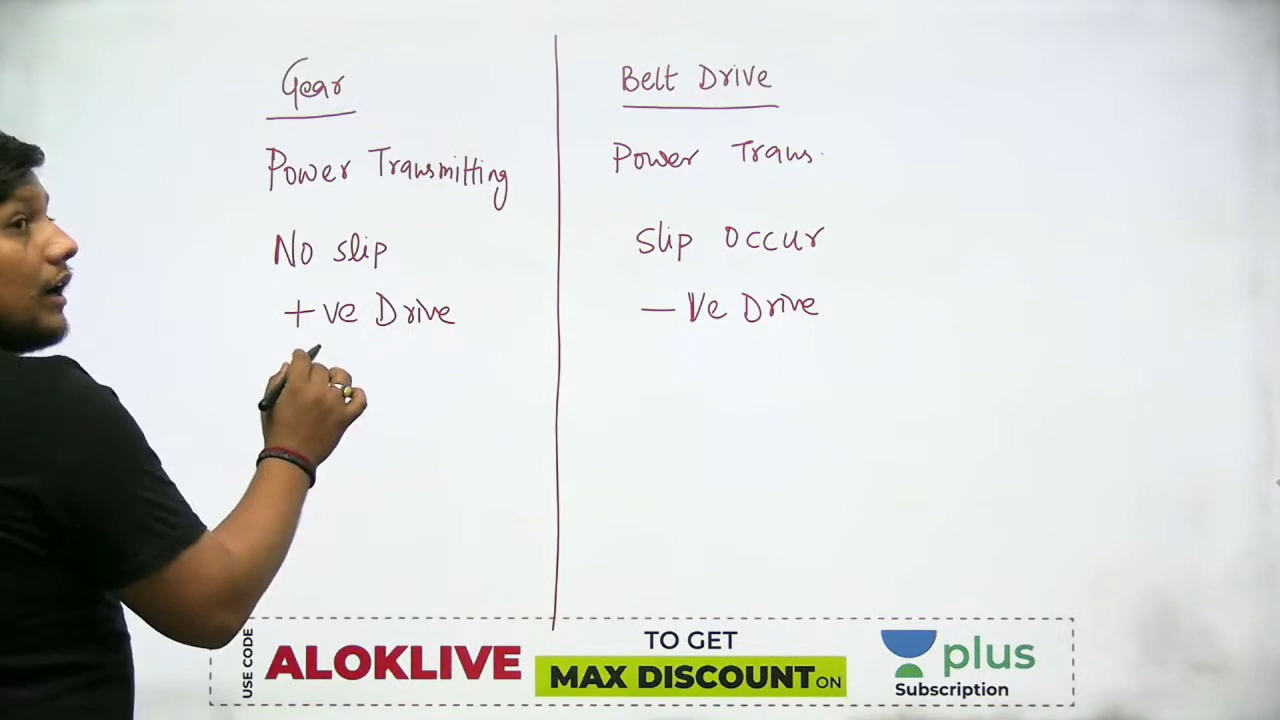 Gear
Power Transmitting
No slip
+ve Drive
Belt Drive
Power Trans.
Slip Occur
— Ve Drive
USE CODE
ALOKLIVE
TO GET
MAX DISCOUNT ON
plus
Subscription